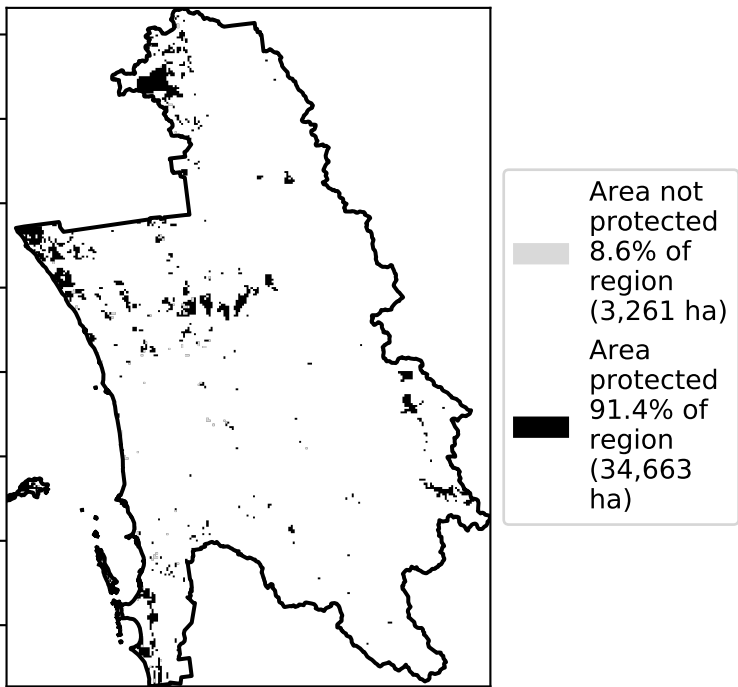 Area not
protected
8.6% of
region
(3,261 ha)
Area
protected
91.4% of
region
(34,663
ha)